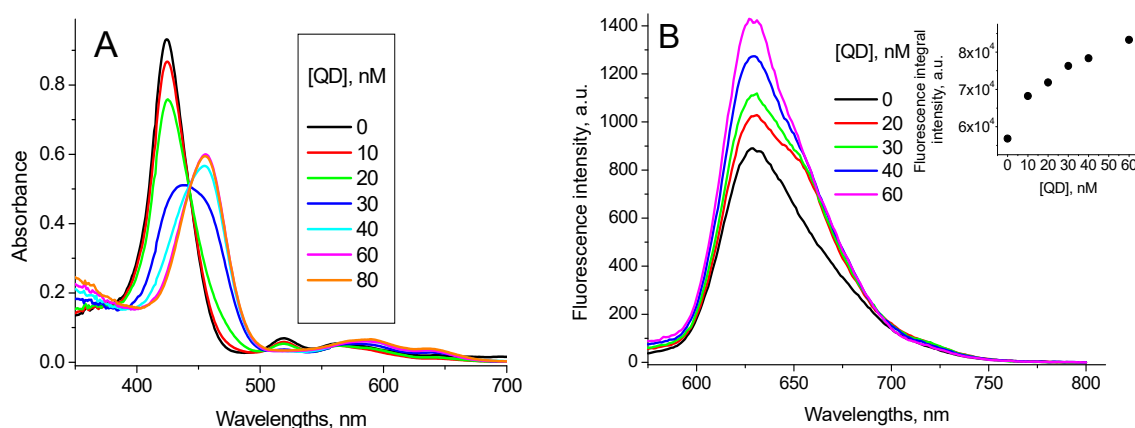 A
[QD], nM
0
10
20
30
40
60
80
0.8
0.6
0.4
0.2
0.0
Absorbance
400
500
600
700
Wavelengths, nm
B
[QD], nM
0
20
30
40
60
1400
1200
1000
800
600
400
200
0
Fluorescence intensity, a.u.
600
650
700
750
800
Wavelengths, nm
8x10⁴
7x10⁴
6x10⁴
Fluorescence integral
intensity, a.u.
0 10 20 30 40 50 60
[QD], nM